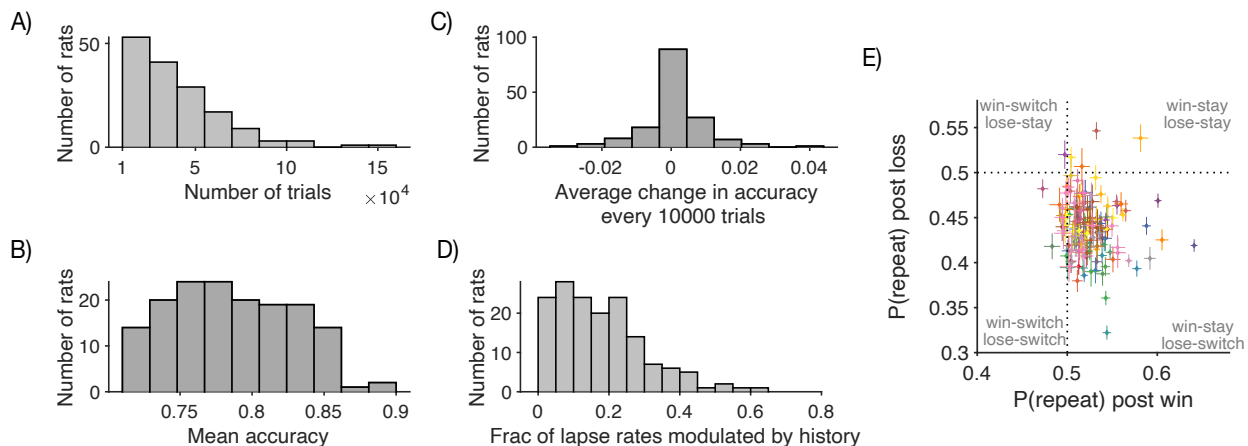 A)
Number of rats
50
0
1
5
10
15
Number of trials
× 10⁴
B)
Number of rats
20
10
0
0.75
0.8
0.85
0.9
Mean accuracy
C)
Number of rats
100
50
0
-0.02
0
0.02
0.04
Average change in accuracy
every 10000 trials
D)
Number of rats
20
10
0
0
0.2
0.4
0.6
0.8
Frac of lapse rates modulated by history
E)
P(repeat) post loss
0.55
0.5
0.45
0.4
0.35
0.3
win-switch
lose-stay
win-stay
lose-stay
win-switch
lose-switch
win-stay
lose-switch
0.4
0.5
0.6
P(repeat) post win